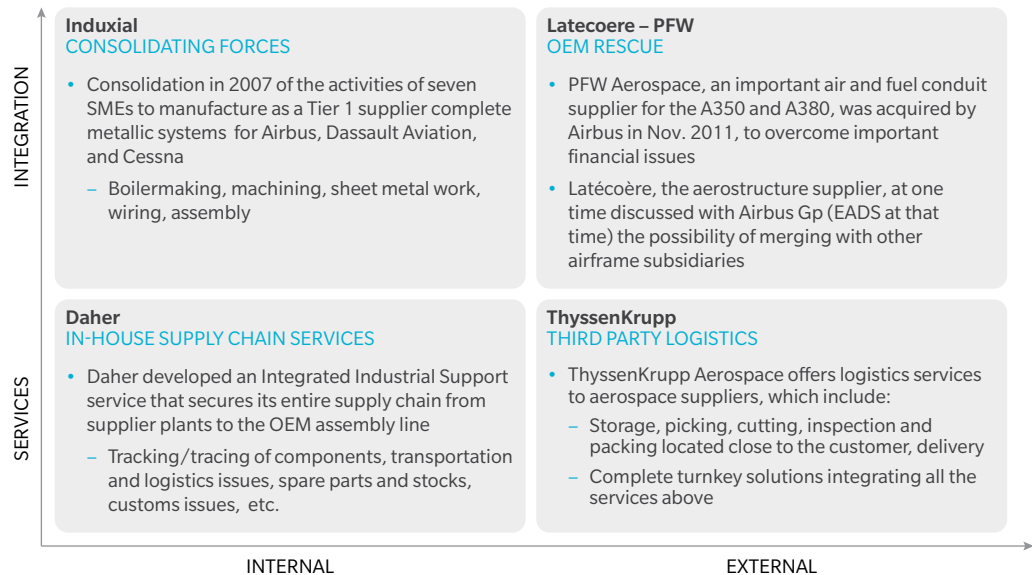 INTEGRATION
Induxial
CONSOLIDATING FORCES
• Consolidation in 2007 of the activities of seven
SMEs to manufacture as a Tier 1 supplier complete
metallic systems for Airbus, Dassault Aviation,
and Cessna
– Boilermaking, machining, sheet metal work,
wiring, assembly
Latecoere – PFW
OEM RESCUE
• PFW Aerospace, an important air and fuel conduit
supplier for the A350 and A380, was acquired by
Airbus in Nov. 2011, to overcome important
financial issues
• Latécoère, the aerostructure supplier, at one
time discussed with Airbus Gp (EADS at that
time) the possibility of merging with other
airframe subsidiaries
SERVICES
Daher
IN-HOUSE SUPPLY CHAIN SERVICES
• Daher developed an Integrated Industrial Support
service that secures its entire supply chain from
supplier plants to the OEM assembly line
– Tracking/tracing of components, transportation
and logistics issues, spare parts and stocks,
customs issues, etc.
ThyssenKrupp
THIRD PARTY LOGISTICS
• ThyssenKrupp Aerospace offers logistics services
to aerospace suppliers, which include:
– Storage, picking, cutting, inspection and
packing located close to the customer, delivery
– Complete turnkey solutions integrating all the
services above
INTERNAL
EXTERNAL